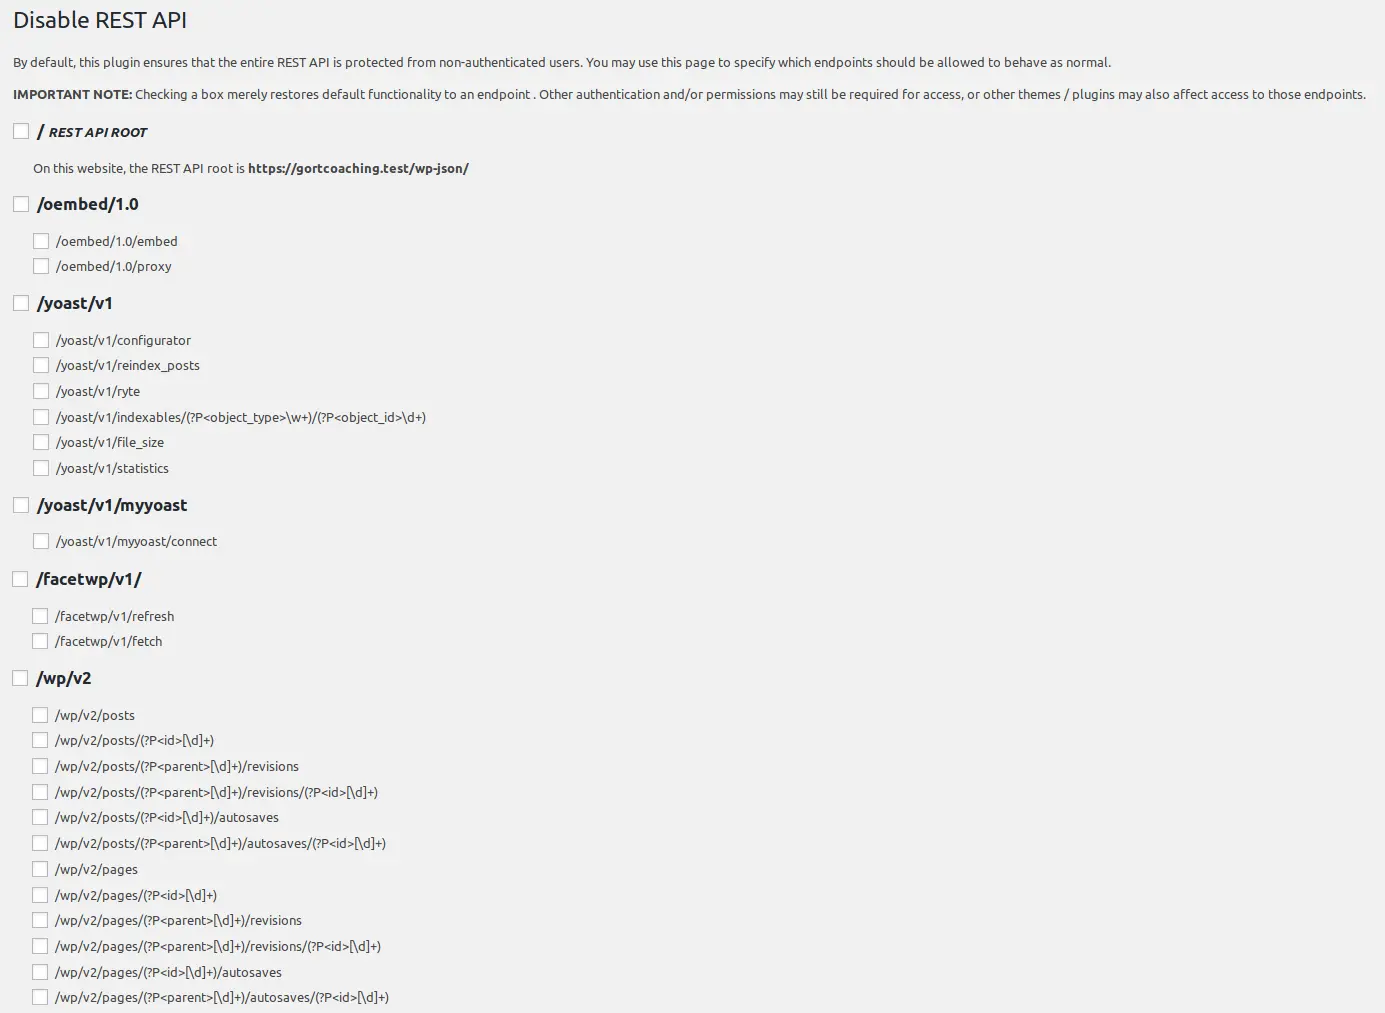 Disable REST API
By default, this plugin ensures that the entire REST API is protected from non-authenticated users. You may use this page to specify which endpoints should be allowed to behave as normal.
IMPORTANT NOTE: Checking a box merely restores default functionality to an endpoint . Other authentication and/or permissions may still be required for access, or other themes / plugins may also affect access to those endpoints.
/ REST API ROOT
On this website, the REST API root is https://gortcoaching.test/wp-json/
/oembed/1.0
/oembed/1.0/embed
/oembed/1.0/proxy
/yoast/v1
/yoast/v1/configurator
/yoast/v1/reindex_posts
/yoast/v1/ryte
/yoast/v1/indexables/(?P<object_type>\w+)/(?P<object_id>\d+)
/yoast/v1/file_size
/yoast/v1/statistics
/yoast/v1/myyoast
/yoast/v1/myyoast/connect
/facetwp/v1/
/facetwp/v1/refresh
/facetwp/v1/fetch
/wp/v2
/wp/v2/posts
/wp/v2/posts/(?P<id>[\d]+)
/wp/v2/posts/(?P<parent>[\d]+)/revisions
/wp/v2/posts/(?P<parent>[\d]+)/revisions/(?P<id>[\d]+)
/wp/v2/posts/(?P<id>[\d]+)/autosaves
/wp/v2/posts/(?P<parent>[\d]+)/autosaves/(?P<id>[\d]+)
/wp/v2/pages
/wp/v2/pages/(?P<id>[\d]+)
/wp/v2/pages/(?P<parent>[\d]+)/revisions
/wp/v2/pages/(?P<parent>[\d]+)/revisions/(?P<id>[\d]+)
/wp/v2/pages/(?P<id>[\d]+)/autosaves
/wp/v2/pages/(?P<parent>[\d]+)/autosaves/(?P<id>[\d]+)